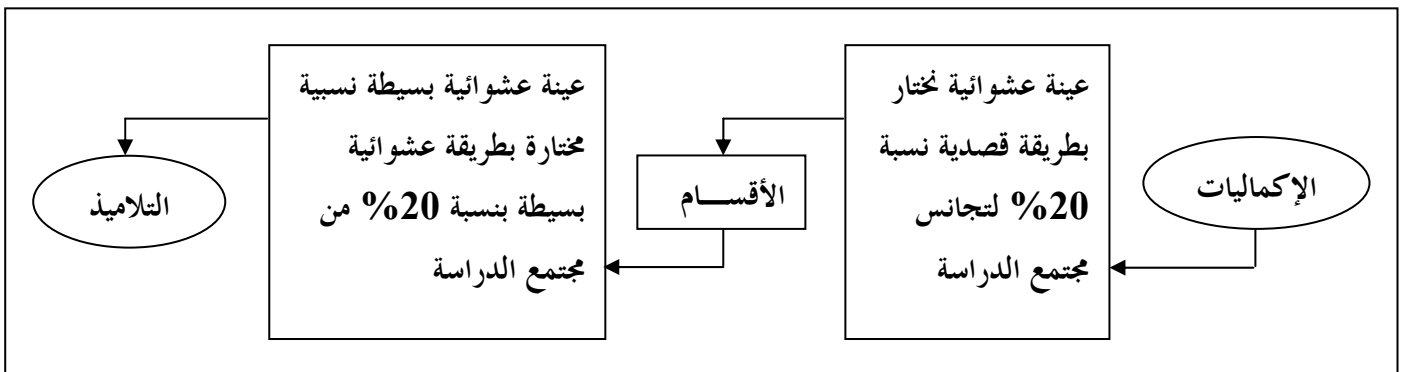 الإكماليات
عينة عشوائية نختار
بطريقة قصدية نسبة
20% لتجانس
مجتمع الدراسة
الأقســـام
عينة عشوائية بسيطة نسبية
مختارة بطريقة عشوائية
بسيطة بنسبة 20% من
مجتمع الدراسة
التلاميذ